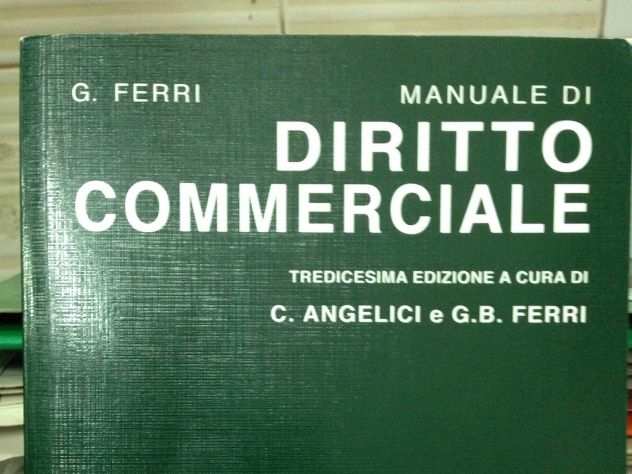 G. FERRI MANUALE DI
DIRITTO
COMMERCIALE
TREDICESIMA EDIZIONE A CURA DI
C. ANGELICI e G.B. FERRI